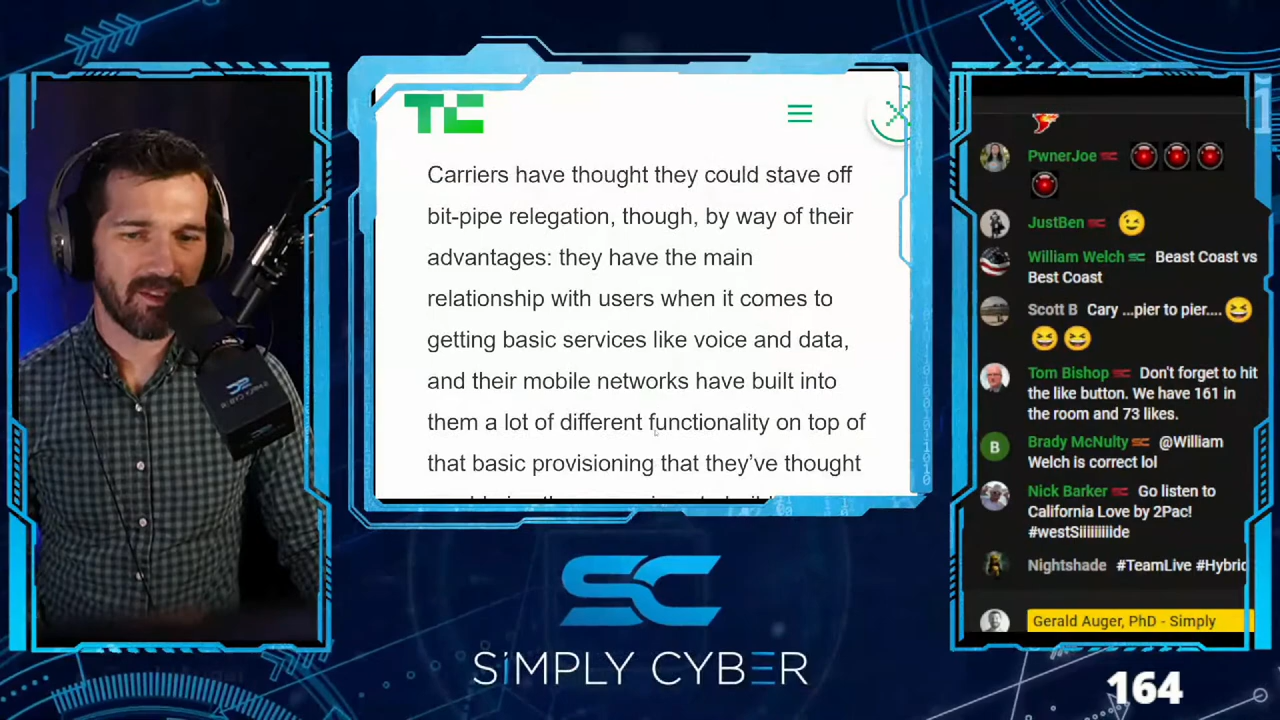 TC
Carriers have thought they could stave off
bit-pipe relegation, though, by way of their
advantages: they have the main
relationship with users when it comes to
getting basic services like voice and data,
and their mobile networks have built into
them a lot of different functionality on top of
that basic provisioning that they’ve thought
SC
SiMPLY CYBER
PwnerJoe
JustBen
William Welch Beast Coast vs
Best Coast
Scott B Cary ...pier to pier....
Tom Bishop Don't forget to hit
the like button. We have 161 in
the room and 73 likes.
B
Brady McNulty @William
Welch is correct lol
Nick Barker Go listen to
California Love by 2Pac!
#westSiiiiiiiiide
Nightshade #TeamLive #Hybric
Gerald Auger, PhD - Simply
164